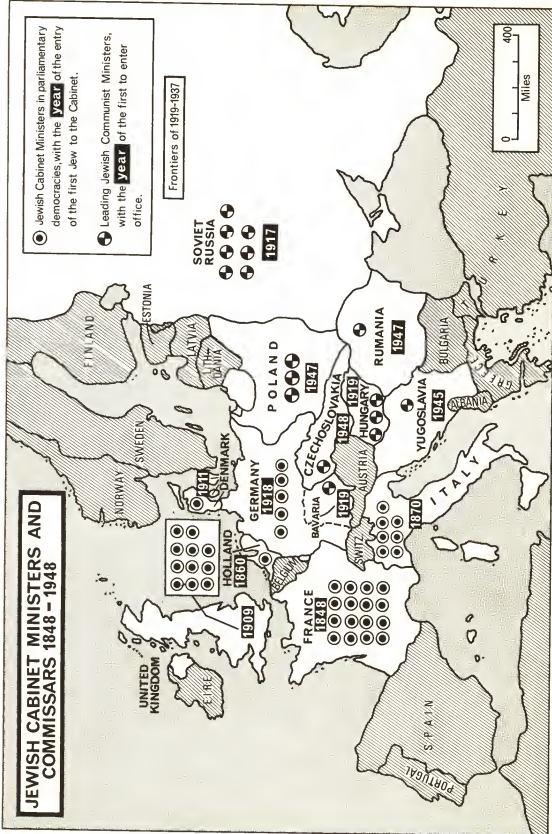 JEWISH CABINET MINISTERS AND
COMMISSARS 1848-1948
Jewish Cabinet Ministers in parliamentary
democracies, with the year of the entry
of the first Jew to the Cabinet.
Leading Jewish Communist Ministers,
with the year of the first to enter
office.
Frontiers of 1919-1937
NORWAY
SWEDEN
FINLAND
ESTONIA
LATVIA
LITHUANIA
UNITED
KINGDOM
EIRE
1909
HOLLAND
1860
1911
DENMARK
GERMANY
1918
POLAND
1947
SOVIET
RUSSIA
1917
BELGIUM
FRANCE
1848
BAVARIA
1919
CZECHOSLOVAKIA
1948
1919
HUNGARY
AUSTRIA
SWITZ
RUMANIA
1947
YUGOSLAVIA
1945
BULGARIA
ALBANIA
GREECE
TURKEY
ITALY
1870
SPAIN
PORTUGAL
0 400
Miles